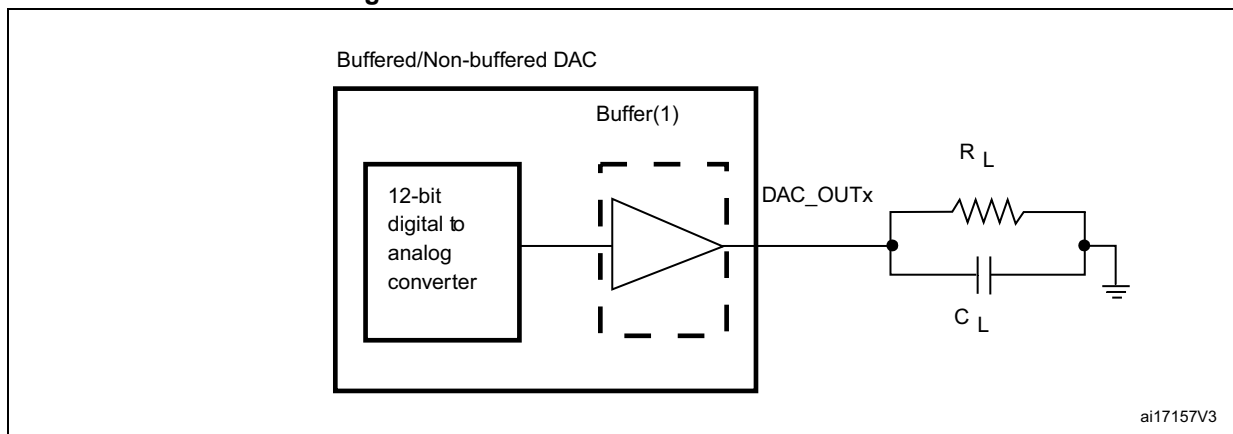 Buffered/Non-buffered DAC
Buffer(1)
12-bit
digital to
analog
converter
DAC_OUTx
R L
C L
ai17157V3